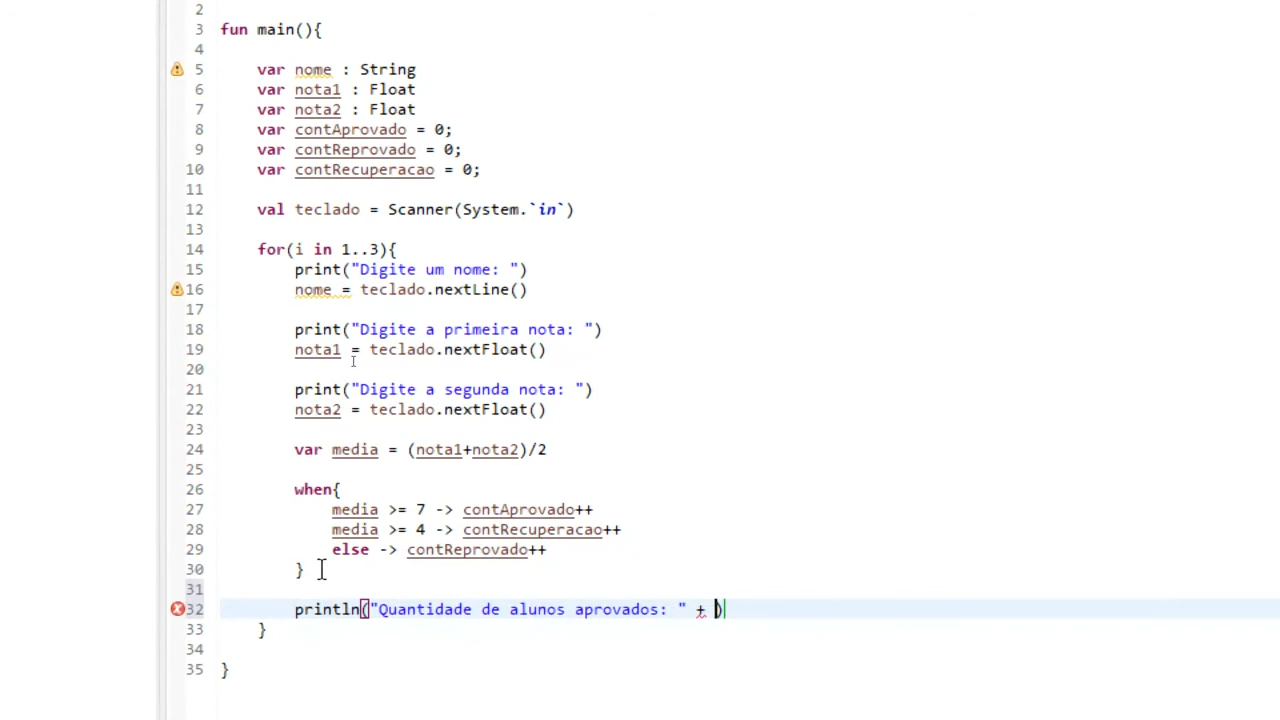 2
3 fun main(){
4
5 var nome : String
6 var nota1 : Float
7 var nota2 : Float
8 var contAprovado = 0;
9 var contReprovado = 0;
10 var contRecuperacao = 0;
11
12 val teclado = Scanner(System.`in`)
13
14 for(i in 1..3){
15 print("Digite um nome: ")
16 nome = teclado.nextLine()
17
18 print("Digite a primeira nota: ")
19 nota1 = teclado.nextFloat()
20
21 print("Digite a segunda nota: ")
22 nota2 = teclado.nextFloat()
23
24 var media = (nota1+nota2)/2
25
26 when{
27 media >= 7 -> contAprovado++
28 media >= 4 -> contRecuperacao++
29 else -> contReprovado++
30 }
31
32 println("Quantidade de alunos aprovados: " + )
33 }
34
35 }